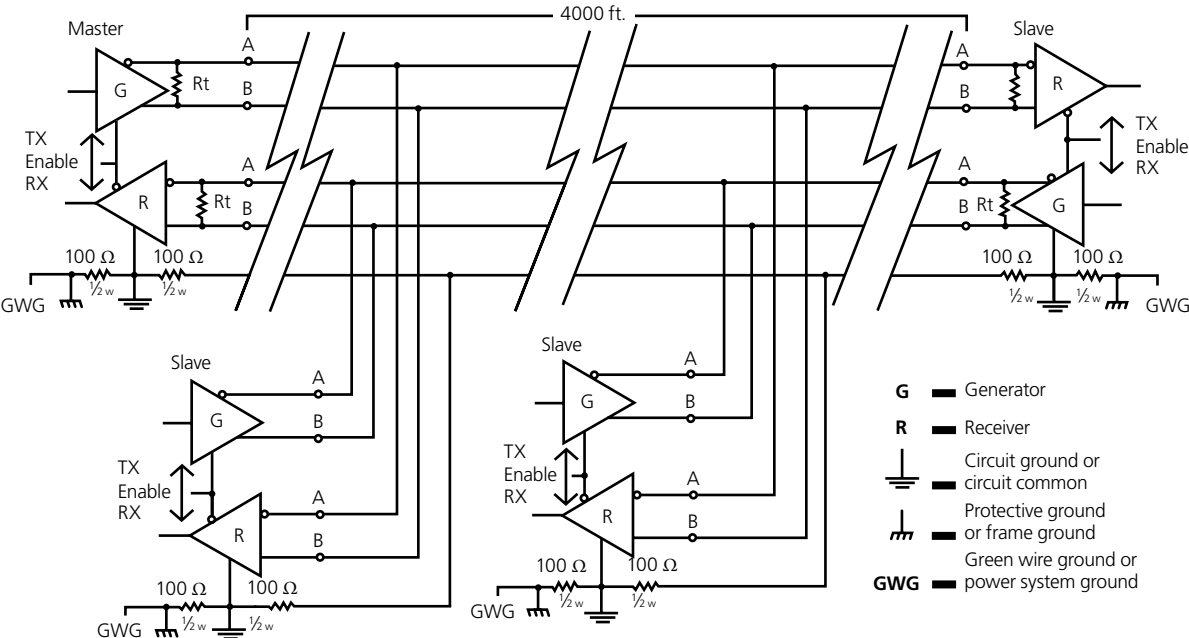 4000 ft.
Master
Slave
A
Rt
B
G
A
B
R
TX
Enable
RX
TX
Enable
RX
A
Rt
B
R
A
B
Rt
G
100 Ω
100 Ω
½ w
½ w
GWG
100 Ω
100 Ω
½ w
½ w
GWG
Slave
A
G
B
TX
Enable
RX
A
R
B
100 Ω
100 Ω
½ w
½ w
GWG
Slave
A
G
B
TX
Enable
RX
A
R
B
100 Ω
100 Ω
½ w
½ w
GWG
G Generator
R Receiver
Circuit ground or
circuit common
Protective ground
or frame ground
Green wire ground or
GWG power system ground